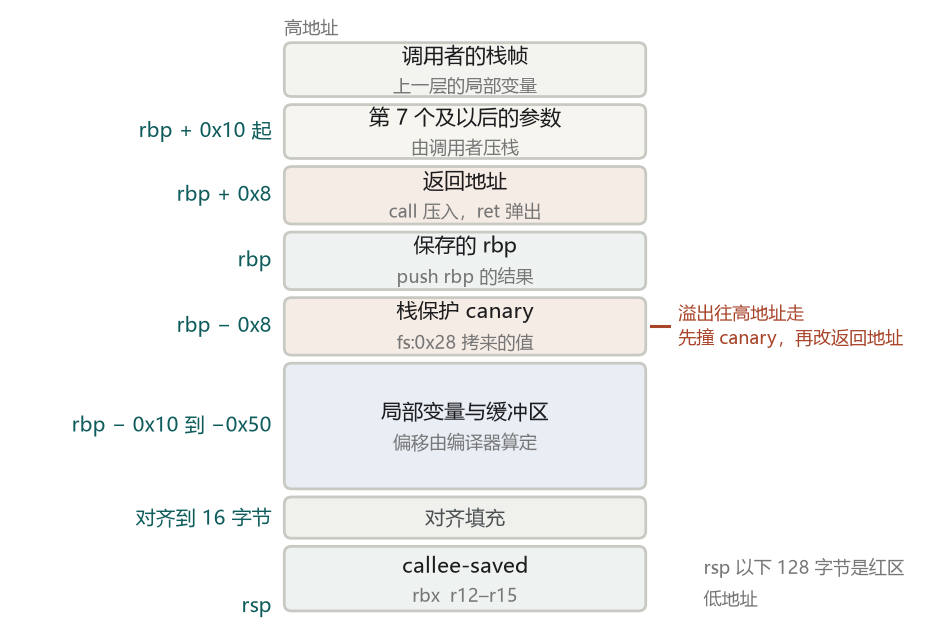 高地址
调用者的栈帧
上一层的局部变量
rbp + 0x10 起
第 7 个及以后的参数
由调用者压栈
rbp + 0x8
返回地址
call 压入，ret 弹出
rbp
保存的 rbp
push rbp 的结果
rbp − 0x8
栈保护 canary
fs:0x28 拷来的值
溢出往高地址走
先撞 canary，再改返回地址
rbp − 0x10 到 −0x50
局部变量与缓冲区
偏移由编译器算定
对齐到 16 字节
对齐填充
callee-saved
rbx r12–r15
rsp
rsp 以下 128 字节是红区
低地址